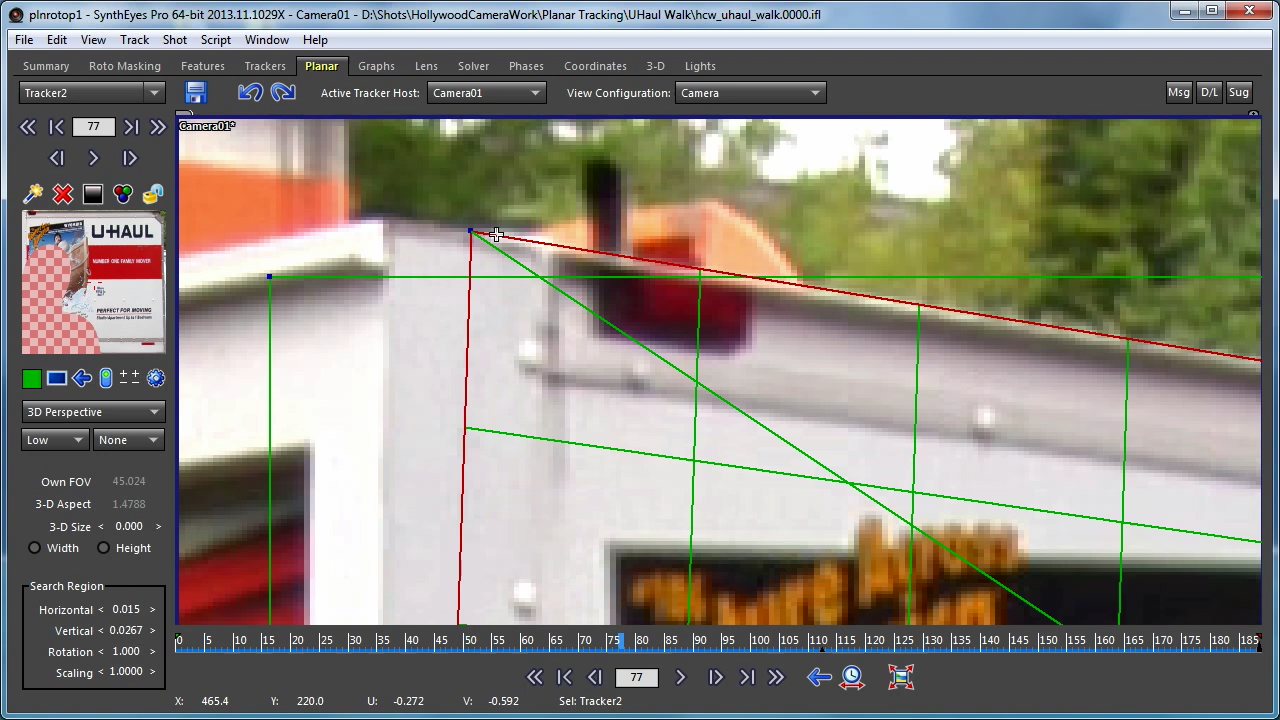 plnrotop1 - SynthEyes Pro 64-bit 2013.11.1029X - Camera01 - D:\Shots\HollywoodCameraWork\Planar Tracking\UHaul Walk\hcw_uhaul_walk.0000.ifl
File Edit View Track Shot Script Window Help
Summary Roto Masking Features Trackers Planar Graphs Lens Solver Phases Coordinates 3-D Lights
Tracker2 Active Tracker Host: Camera01 View Configuration: Camera Msg D/L Sug
77
Camera01*
U-HAUL
NUMBER ONE FAMILY MOVER
PERFECT FOR MOVING
3D Perspective
Low None
Own FOV 45.024
3-D Aspect 1.4788
3-D Size < 0.000 >
Width Height
Search Region
Horizontal < 0.015 >
Vertical < 0.0267 >
Rotation < 1.000 >
Scaling < 1.0000 >
0 5 10 15 20 25 30 35 40 45 50 55 60 65 70 75 80 85 90 95 100 105 110 115 120 125 130 135 140 145 150 155 160 165 170 175 180 185
77
X: 465.4 Y: 220.0 U: -0.272 V: -0.592 Sel: Tracker2